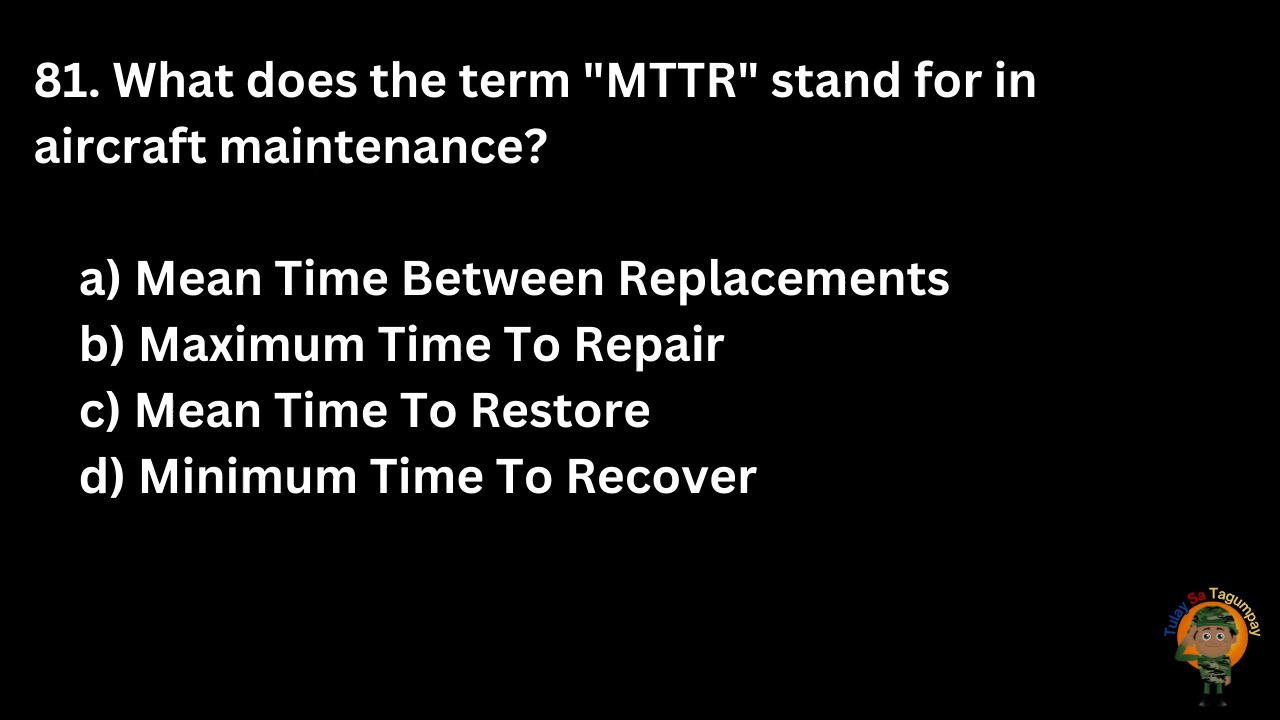 81. What does the term "MTTR" stand for in
aircraft maintenance?
a) Mean Time Between Replacements
b) Maximum Time To Repair
c) Mean Time To Restore
d) Minimum Time To Recover
Tulay Sa Tagumpay